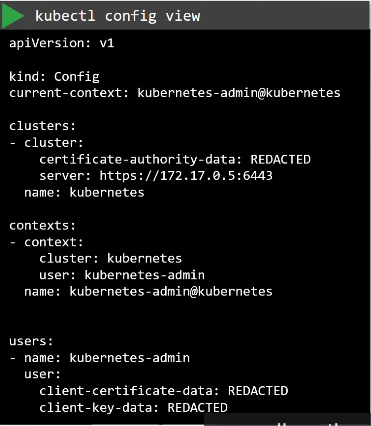 kubectl config view
apiVersion: v1
kind: Config
current-context: kubernetes-admin@kubernetes
clusters:
- cluster:
    certificate-authority-data: REDACTED
    server: https://172.17.0.5:6443
  name: kubernetes
contexts:
- context:
    cluster: kubernetes
    user: kubernetes-admin
  name: kubernetes-admin@kubernetes
users:
- name: kubernetes-admin
  user:
    client-certificate-data: REDACTED
    client-key-data: REDACTED